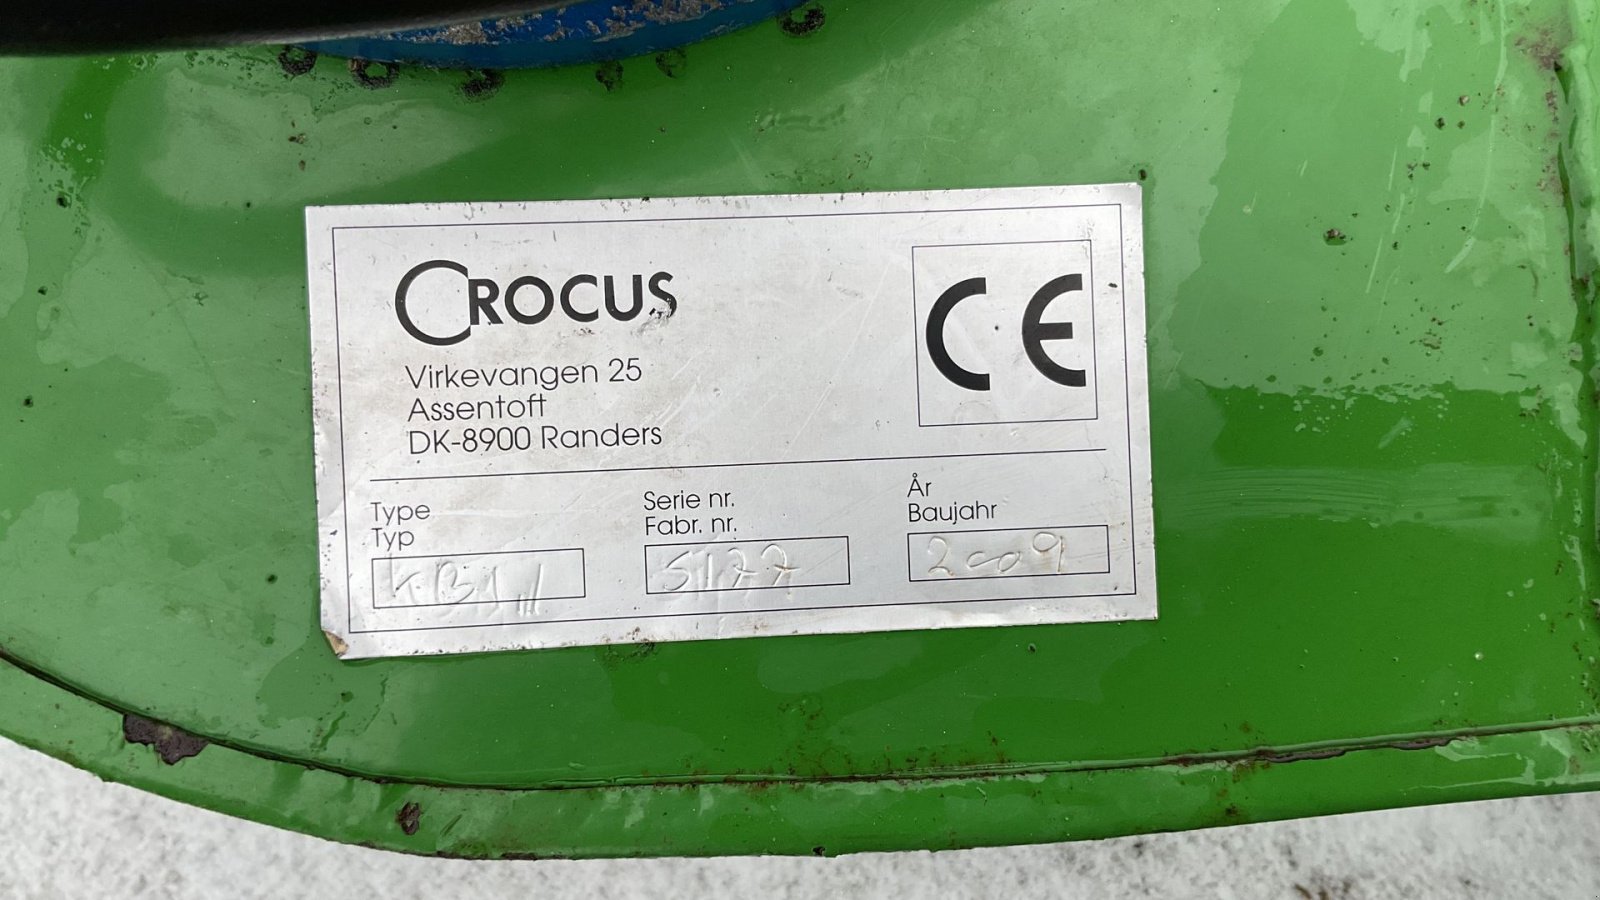 CROCUS
CE
Virkevangen 25
Assentoft
DK-8900 Randers
Type
Typ
Serie nr.
Fabr. nr.
År
Baujahr
2009